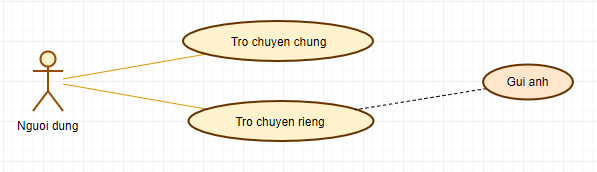 Tro chuyen chung
Gui anh
Tro chuyen rieng
Nguoi dung